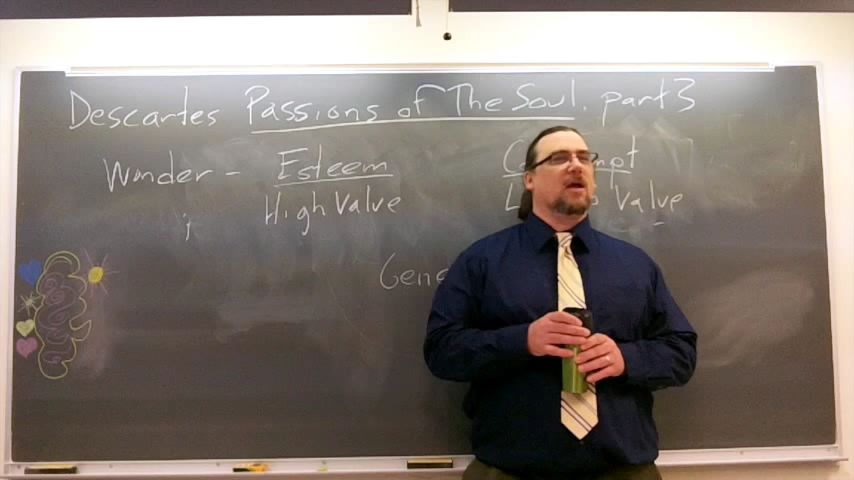 Descartes Passions of The Soul, part 3
Wonder - Esteem
High Value Value